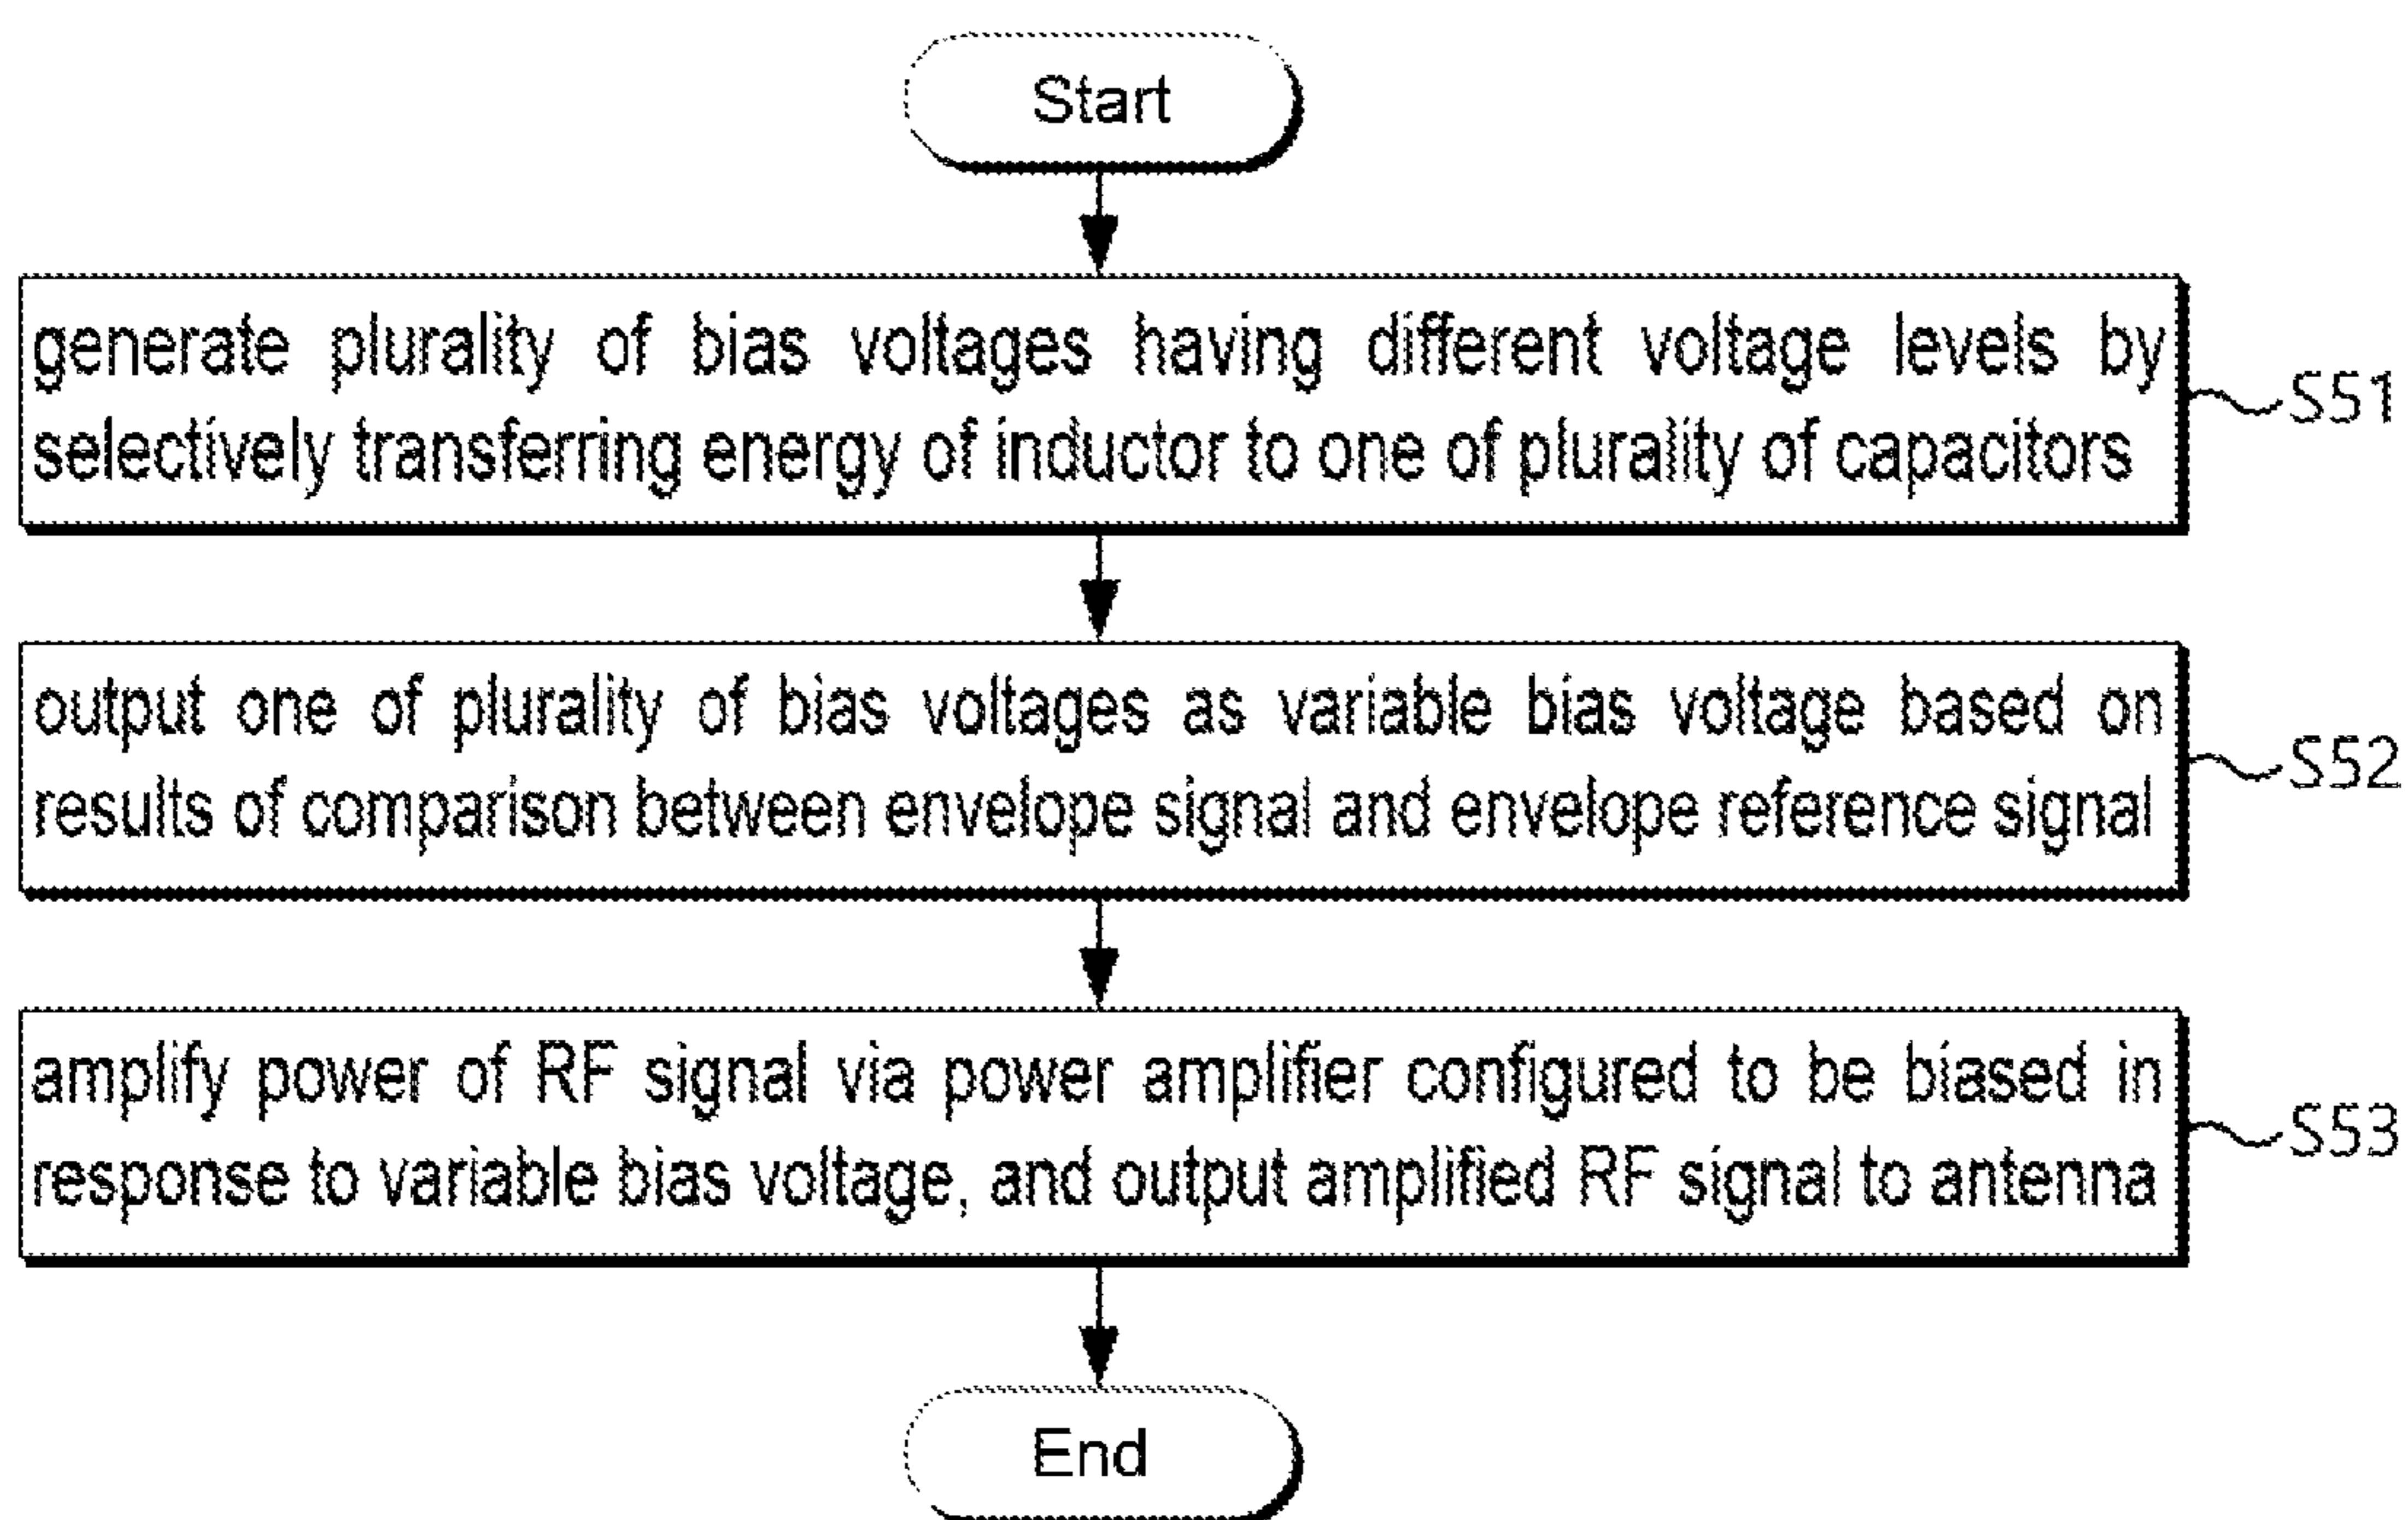 Start
generate plurality of bias voltages having different voltage levels by
selectively transferring energy of inductor to one of plurality of capacitors
S51
output one of plurality of bias voltages as variable bias voltage based on
results of comparison between envelope signal and envelope reference signal
S52
amplify power of RF signal via power amplifier configured to be biased in
response to variable bias voltage, and output amplified RF signal to antenna
S53
End